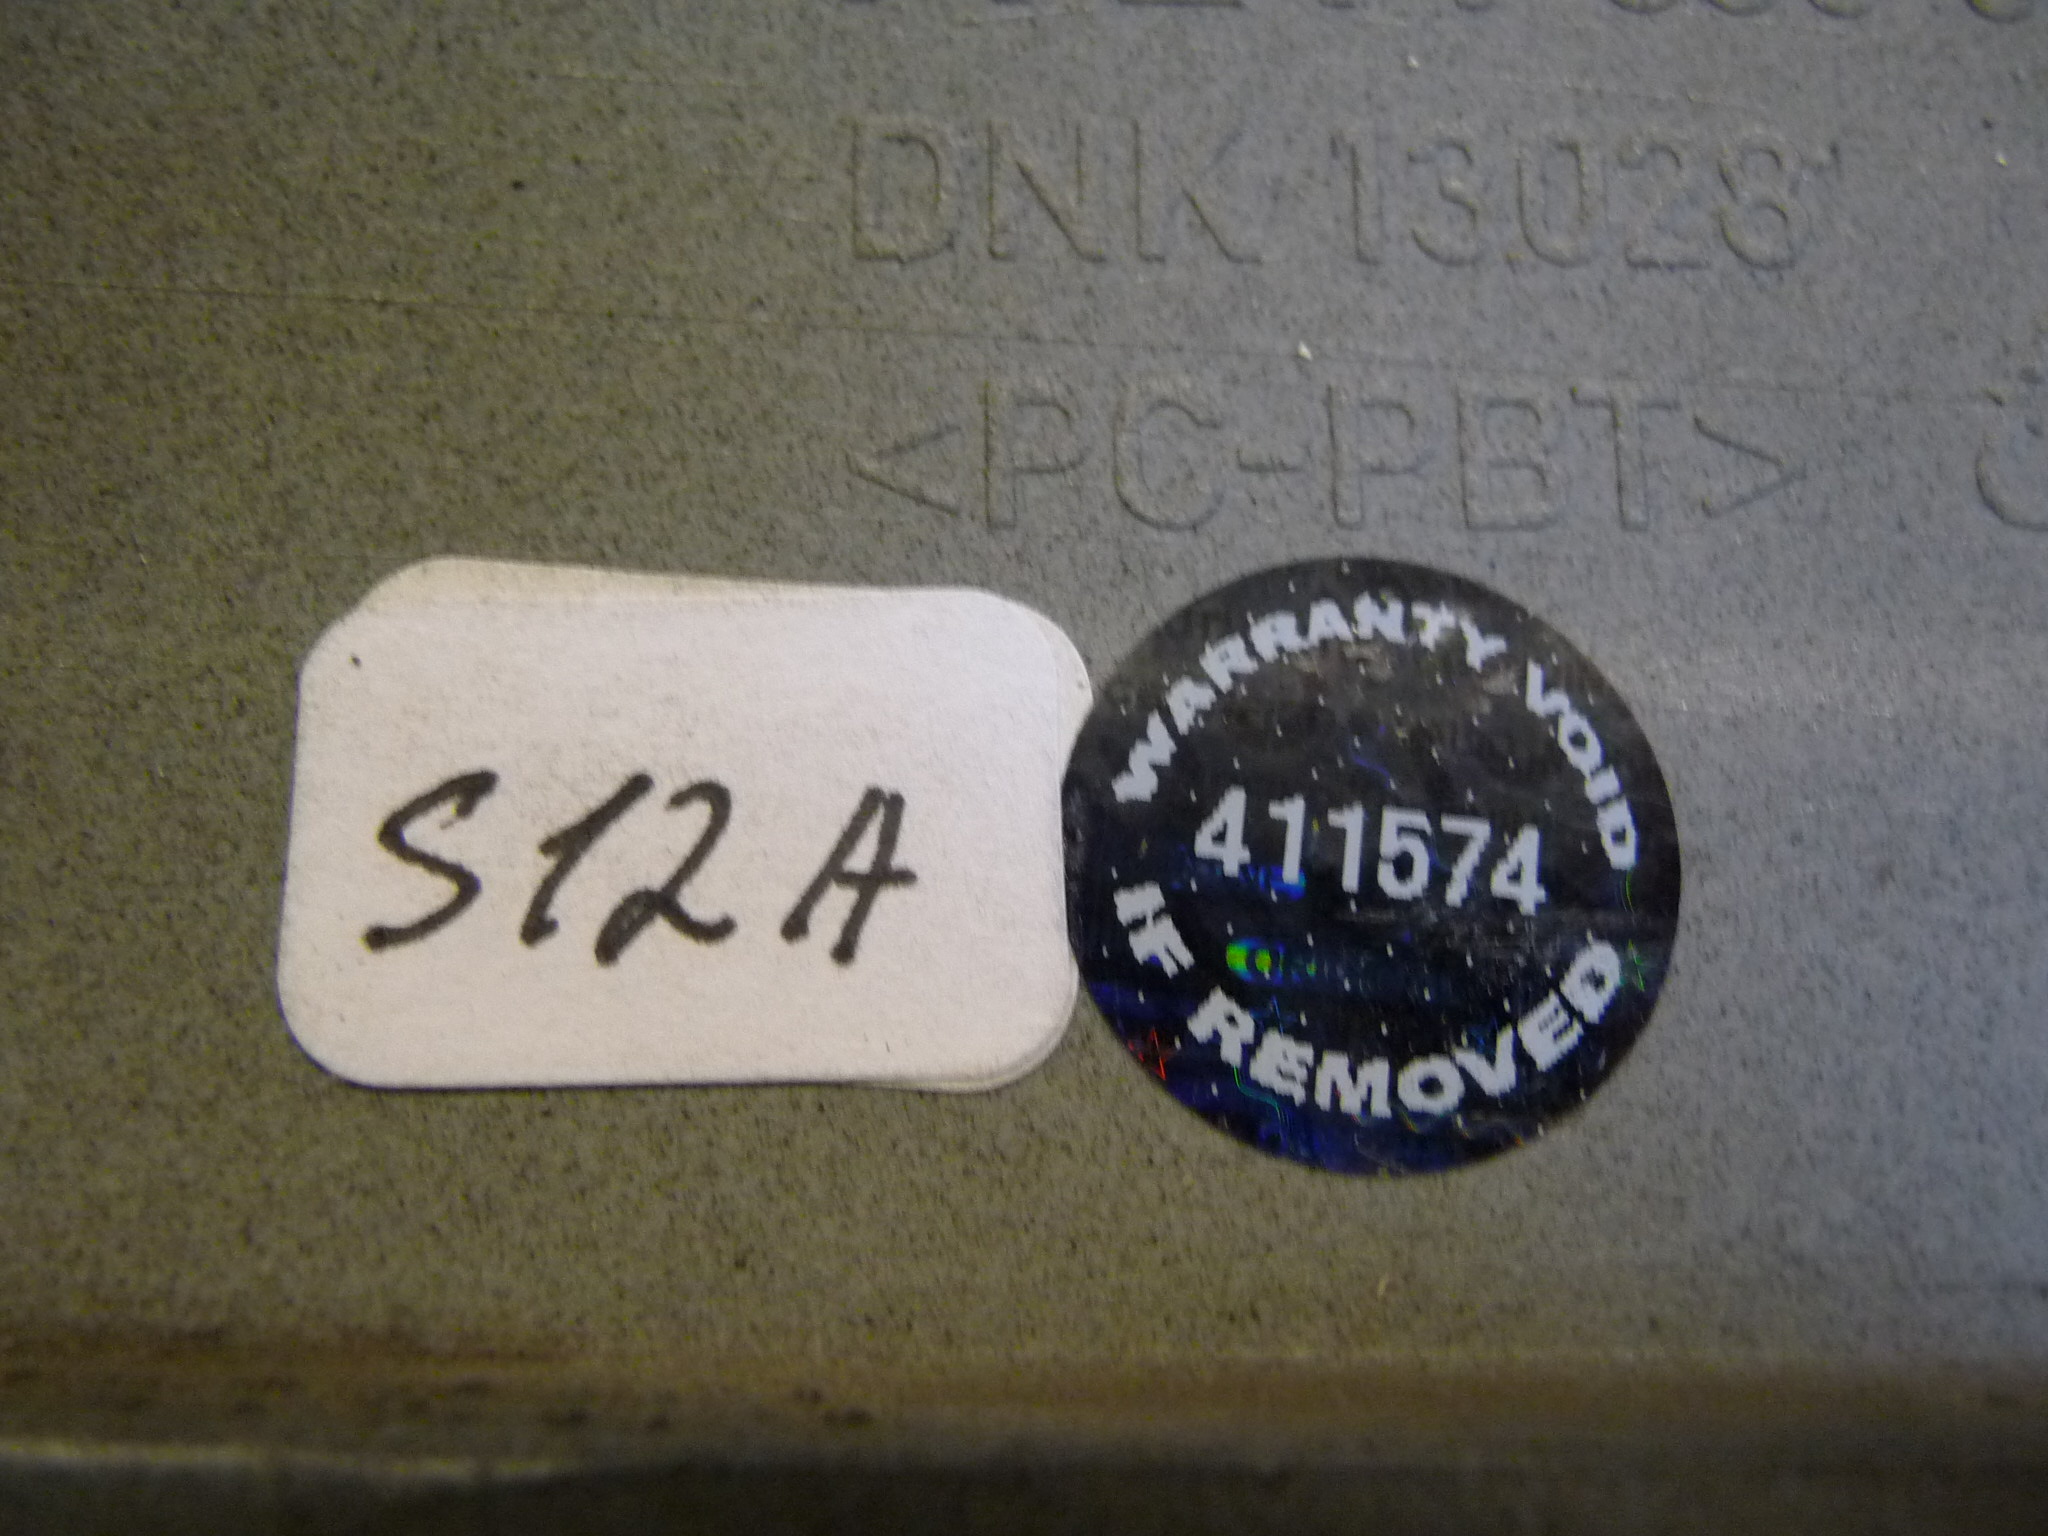 DNK 13028
<PC-PBT>
S12A
WARRANTY VOID
411574
IF REMOVED